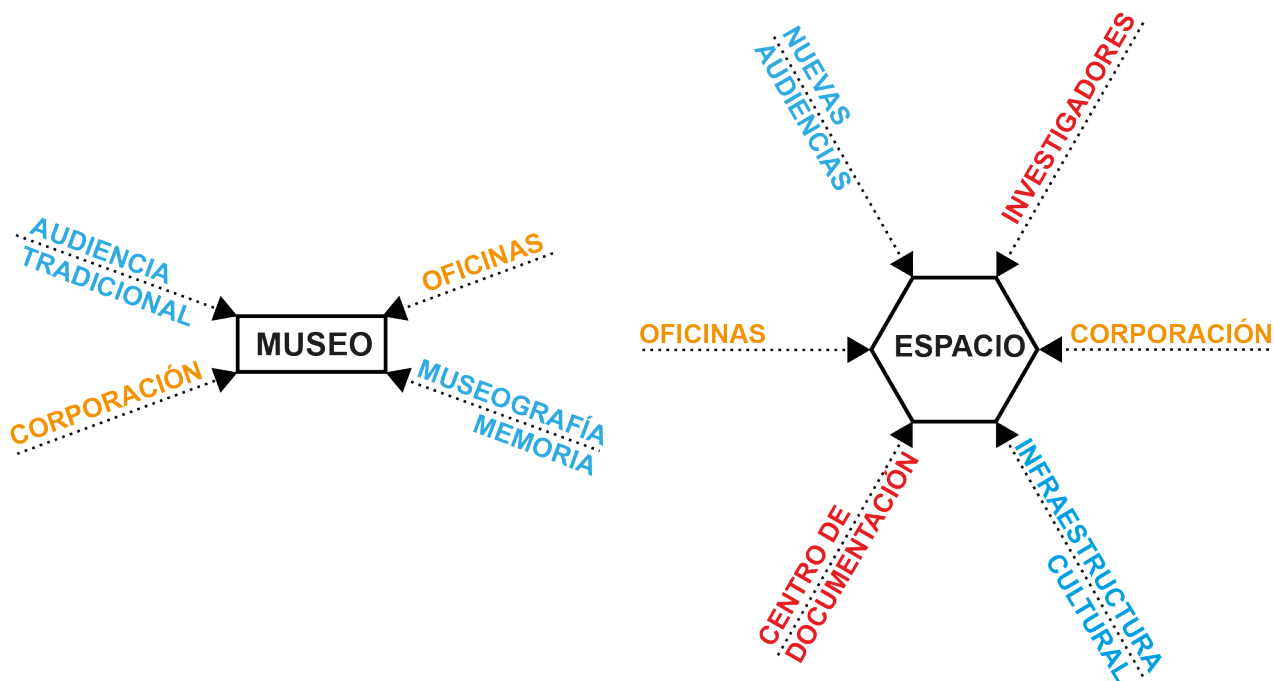 AUDIENCIA
TRADICIONAL
OFICINAS
MUSEO
CORPORACIÓN
MUSEOGRAFÍA
MEMORIA
NUEVAS
AUDIENCIAS
INVESTIGADORES
OFICINAS
ESPACIO
CORPORACIÓN
CENTRO DE
DOCUMENTACIÓN
INFRAESTRUCTURA
CULTURAL